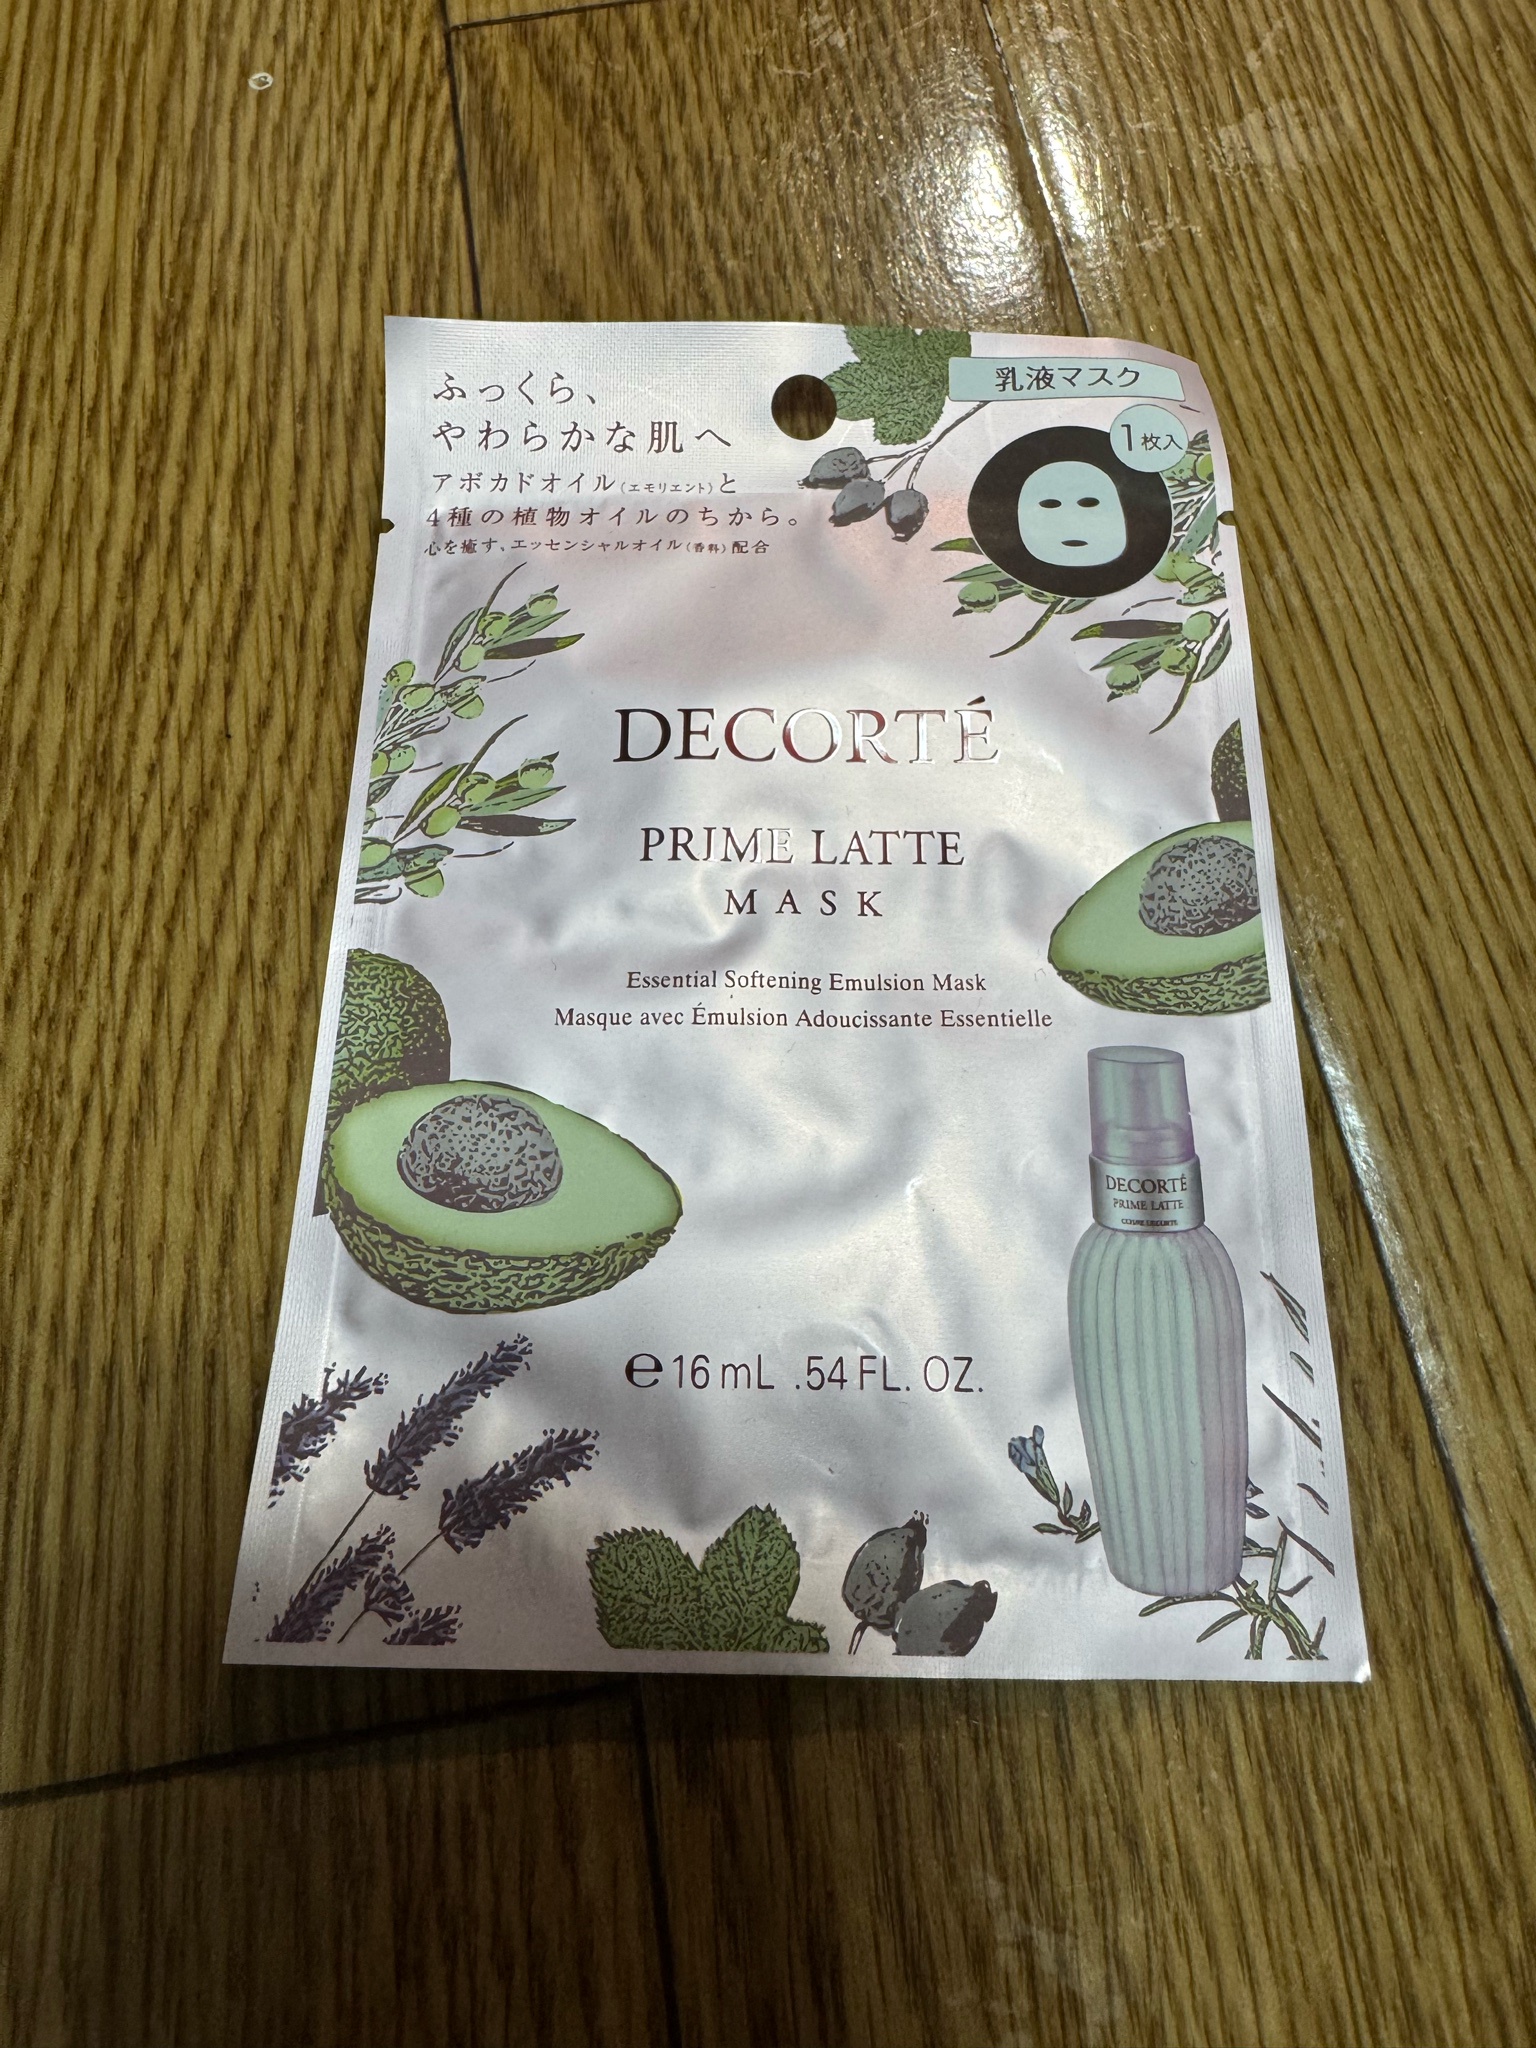 ふっくら、
やわらかな肌へ
アボカドオイル(エモリエント)と
4種の植物オイルのちから。
心を癒す、エッセンシャルオイル(香料)配合
乳液マスク
1枚入
DECORTÉ
PRIME LATTE
MASK
Essential Softening Emulsion Mask
Masque avec Émulsion Adoucissante Essentielle
DECORTÉ
PRIME LATTE
℮16mL .54FL. OZ.